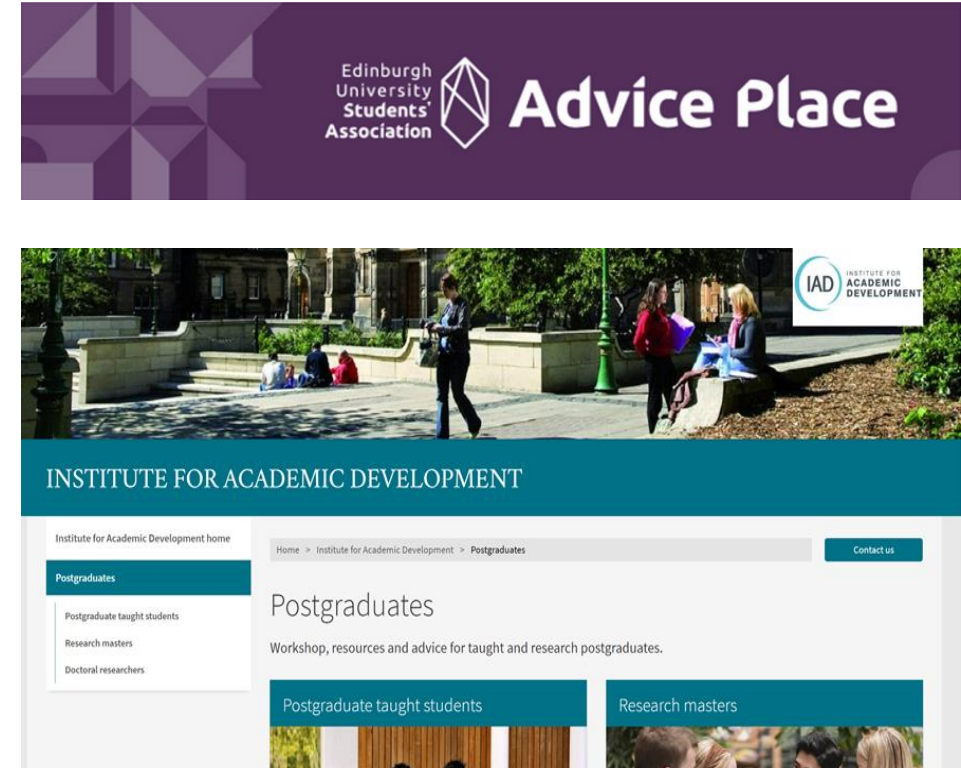 Edinburgh
University
Students'
Association
Advice Place
IAD
INSTITUTE FOR
ACADEMIC
DEVELOPMENT
INSTITUTE FOR ACADEMIC DEVELOPMENT
Institute for Academic Development home
Postgraduates
Postgraduate taught students
Research masters
Doctoral researchers
Home > Institute for Academic Development > Postgraduates
Contact us
Postgraduates
Workshop, resources and advice for taught and research postgraduates.
Postgraduate taught students
Research masters